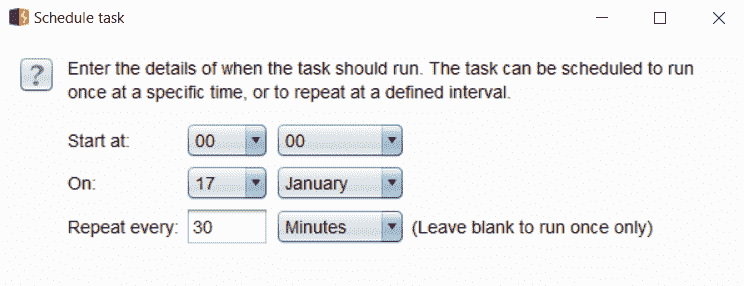 Schedule task
?
Enter the details of when the task should run. The task can be scheduled to run
once at a specific time, or to repeat at a defined interval.
Start at: 00 00
On: 17 January
Repeat every: 30 Minutes (Leave blank to run once only)